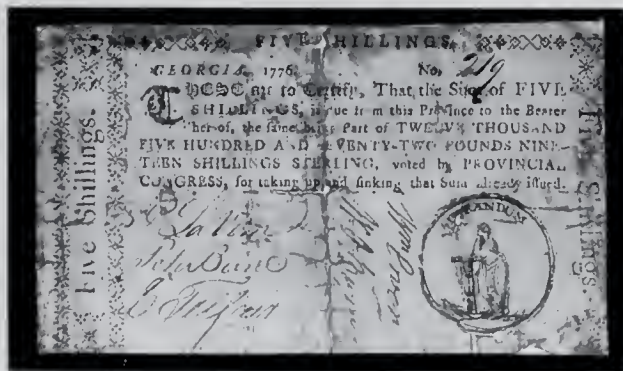 FIVE SHILLINGS
GEORGIA, 1776. No. 219
THESE are to Certify, That the Sum of FIVE
SHILLINGS, is due from this Province to the Bearer
hereof, the same being Part of TWELVE THOUSAND
FIVE HUNDRED AND SEVENTY-TWO POUNDS NINE-
TEEN SHILLINGS STERLING, voted by PROVINCIAL
CONGRESS, for taking up and sinking that Sum already issued.
Five Shillings.
Five Shillings.
E Telfair